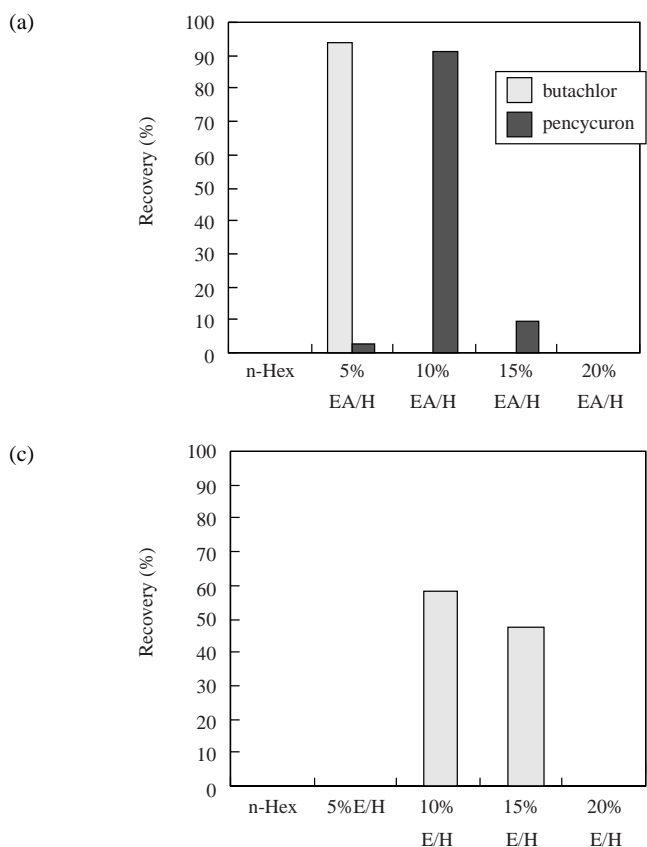 (a)
100
90
80
70
60
50
40
30
20
10
0
Recovery (%)
butachlor
pencycuron
n-Hex 5% 10% 15% 20%
EA/H EA/H EA/H EA/H
(c)
100
90
80
70
60
50
40
30
20
10
0
Recovery (%)
n-Hex 5%E/H 10% 15% 20%
E/H E/H E/H